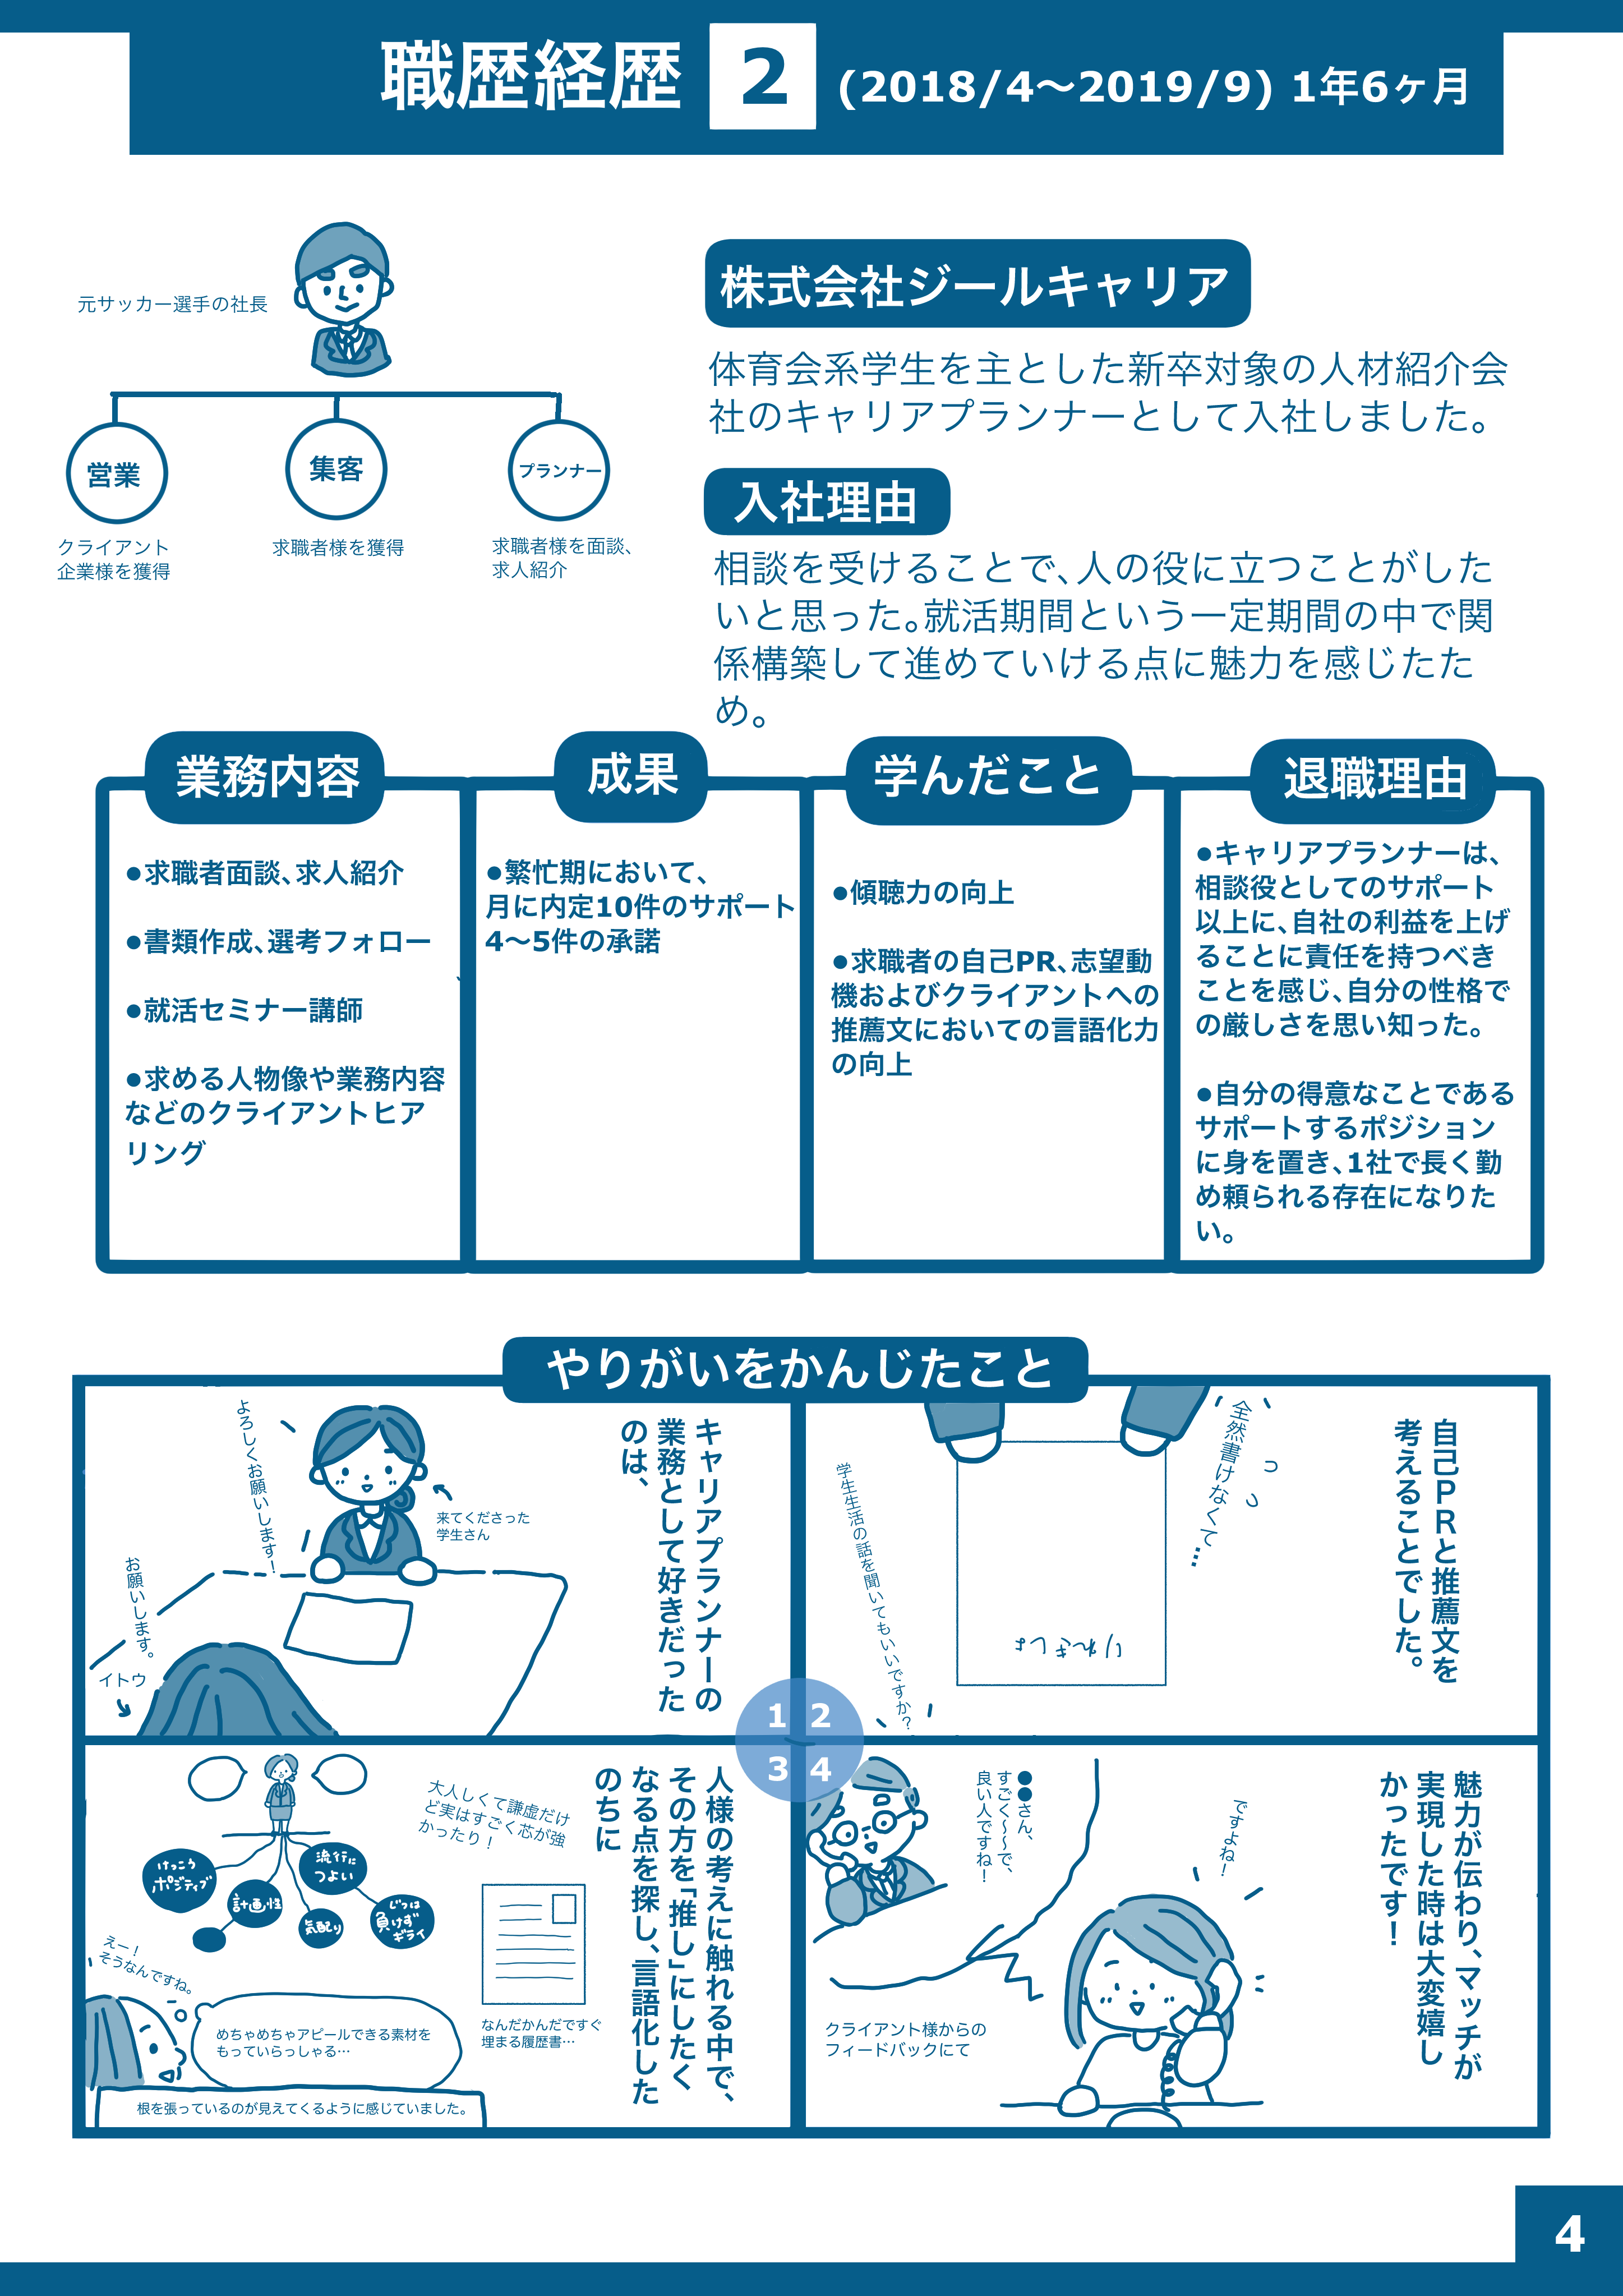 職歴経歴 2 (2018/4〜2019/9) 1年6ヶ月
元サッカー選手の社長
営業
集客
プランナー
クライアント
企業様を獲得
求職者様を獲得
求職者様を面談、
求人紹介
株式会社ジールキャリア
体育会系学生を主とした新卒対象の人材紹介会
社のキャリアプランナーとして入社しました。
入社理由
相談を受けることで、人の役に立つことがした
いと思った。就活期間という一定期間の中で関
係構築して進めていける点に魅力を感じたた
め。
業務内容
●求職者面談、求人紹介
●書類作成、選考フォロー
●就活セミナー講師
●求める人物像や業務内容
などのクライアントヒア
リング
成果
●繁忙期において、
月に内定10件のサポート
4〜5件の承諾
学んだこと
●傾聴力の向上
●求職者の自己PR、志望動
機およびクライアントへの
推薦文においての言語化力
の向上
退職理由
●キャリアプランナーは、
相談役としてのサポート
以上に、自社の利益を上げ
ることに責任を持つべき
ことを感じ、自分の性格で
の厳しさを思い知った。
●自分の得意なことである
サポートするポジション
に身を置き、1社で長く勤
め頼られる存在になりた
い。
やりがいをかんじたこと
キャリアプランナーの
業務として好きだった
のは、
よろしくお願いします！
来てくださった
学生さん
お願いします。
イトウ
自己ＰＲと推薦文を
考えることでした。
全然書けなくて…
っ
っ
学生生活の話を聞いてもいいですか？
りれきしょ
1 2
3 4
人様の考えに触れる中で、
その方を「推し」にしたく
なる点を探し、言語化した
のちに
大人しくて謙虚だけ
ど実はすごく芯が強
かったり！
けっこう
ポジティブ
流行に
つよい
計画性
気配り
じつは
負けず
ギライ
えー！
そうなんですね。
めちゃめちゃアピールできる素材を
もっていらっしゃる…
なんだかんだですぐ
埋まる履歴書…
根を張っているのが見えてくるように感じていました。
魅力が伝わり、マッチが
実現した時は大変嬉し
かったです！
ですよね！
●●さん、
すごく〜〜で、
良い人ですね！
クライアント様からの
フィードバックにて
4